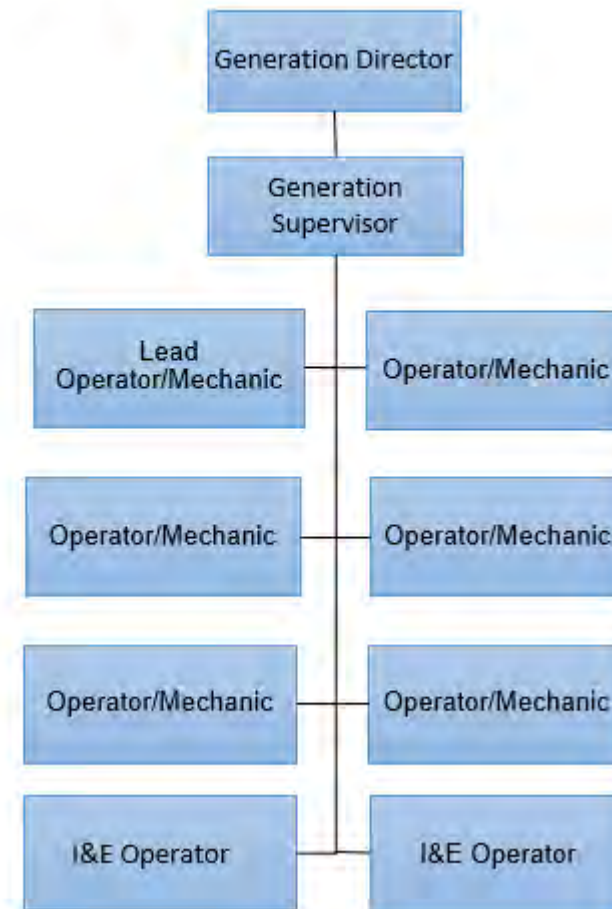 Generation Director
Generation
Supervisor
Lead
Operator/Mechanic
Operator/Mechanic
Operator/Mechanic
Operator/Mechanic
Operator/Mechanic
Operator/Mechanic
I&E Operator
I&E Operator